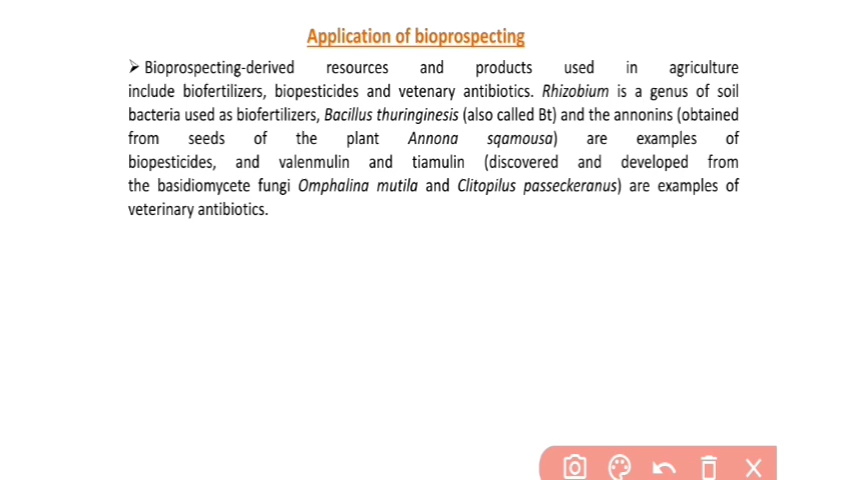 Application of bioprospecting
➢ Bioprospecting-derived resources and products used in agriculture
include biofertilizers, biopesticides and vetenary antibiotics. Rhizobium is a genus of soil
bacteria used as biofertilizers, Bacillus thuringinesis (also called Bt) and the annonins (obtained
from seeds of the plant Annona sqamousa) are examples of
biopesticides, and valenmulin and tiamulin (discovered and developed from
the basidiomycete fungi Omphalina mutila and Clitopilus passeckeranus) are examples of
veterinary antibiotics.